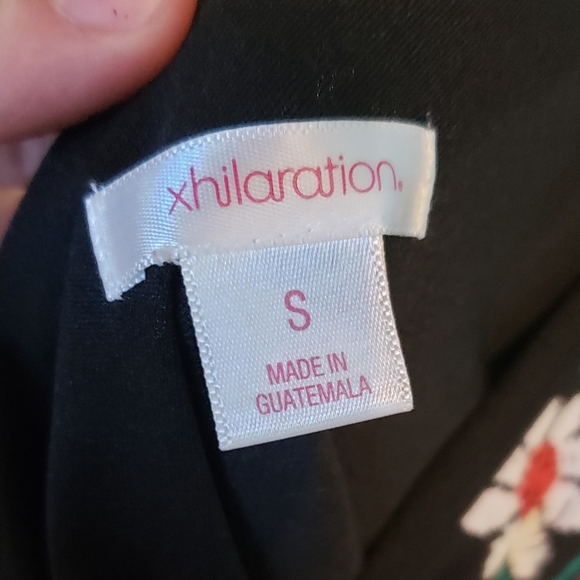 xhilaration.
S
MADE IN
GUATEMALA